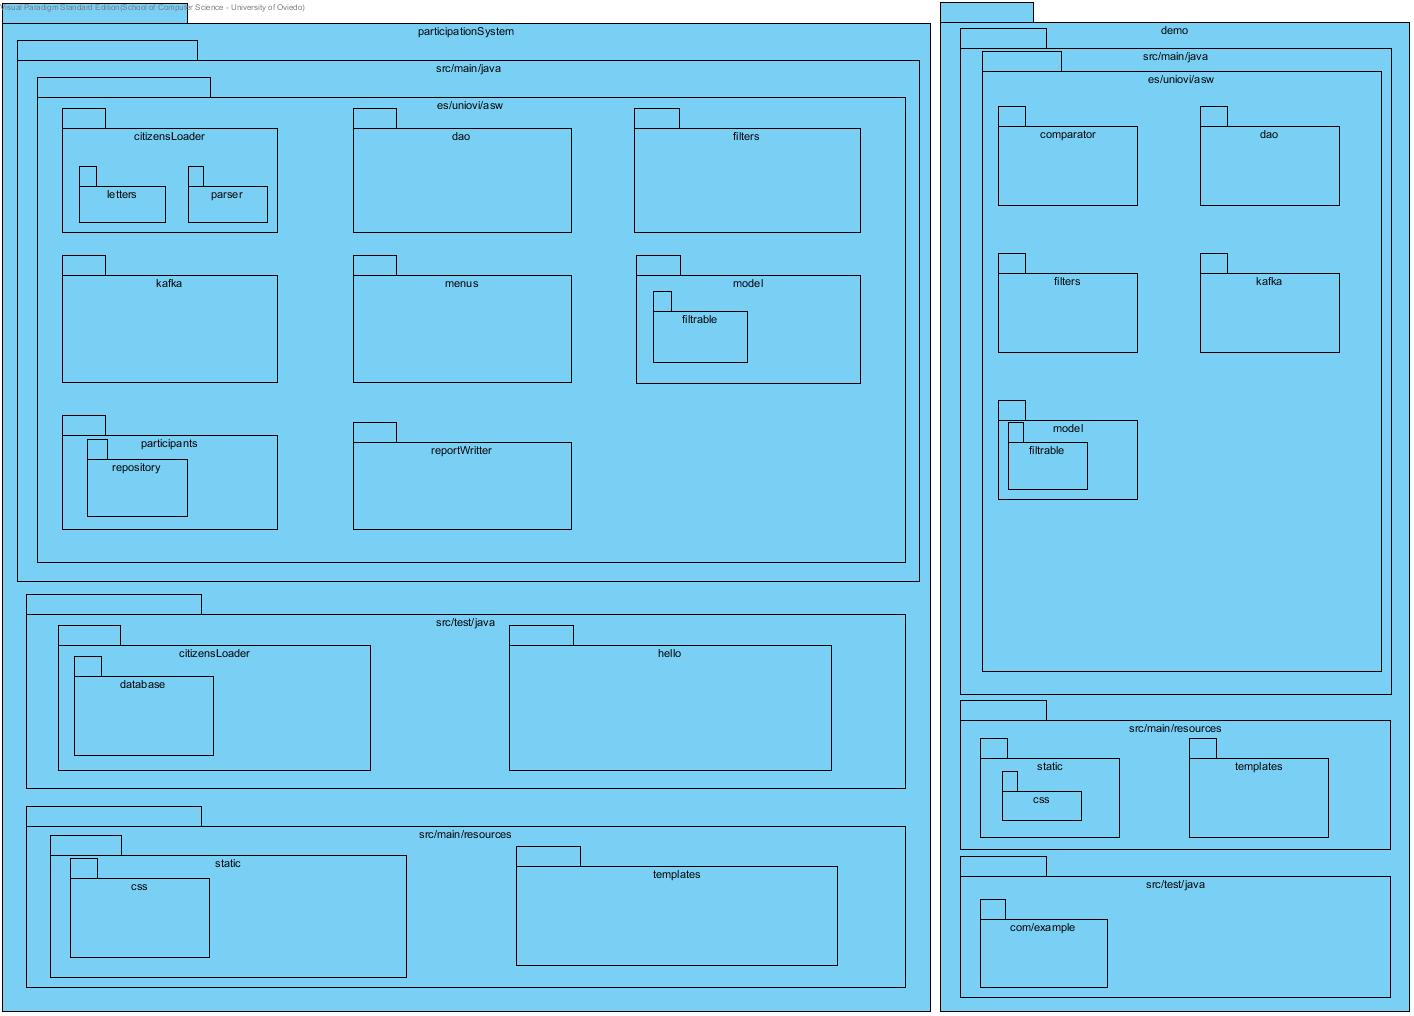 Visual Paradigm Standard Edition(School of Computer Science - University of Oviedo)
participationSystem
src/main/java
es/uniovi/asw
citizensLoader
dao
filters
letters
parser
kafka
menus
model
filtrable
participants
repository
reportWritter
src/test/java
citizensLoader
hello
database
src/main/resources
static
templates
css
demo
src/main/java
es/uniovi/asw
comparator
dao
filters
kafka
model
filtrable
src/main/resources
static
templates
css
src/test/java
com/example